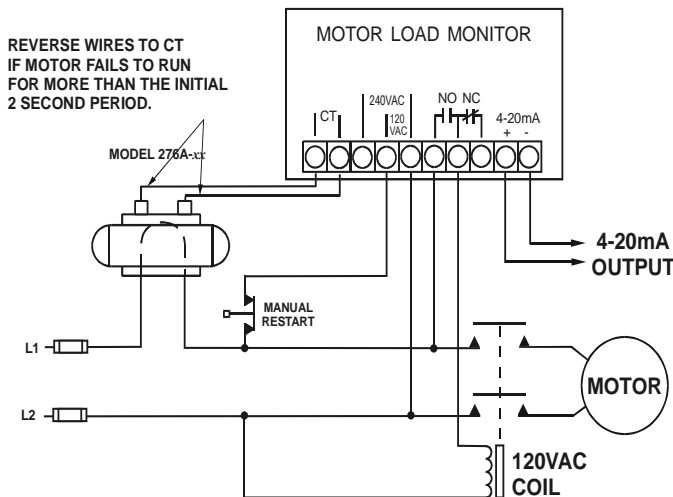 MOTOR LOAD MONITOR
REVERSE WIRES TO CT
IF MOTOR FAILS TO RUN
FOR MORE THAN THE INITIAL
2 SECOND PERIOD.
240VAC
NO NC
CT
120
VAC
4-20mA
+ -
MODEL 276A-xx
4-20mA
OUTPUT
MANUAL
RESTART
L1
MOTOR
L2
120VAC
COIL